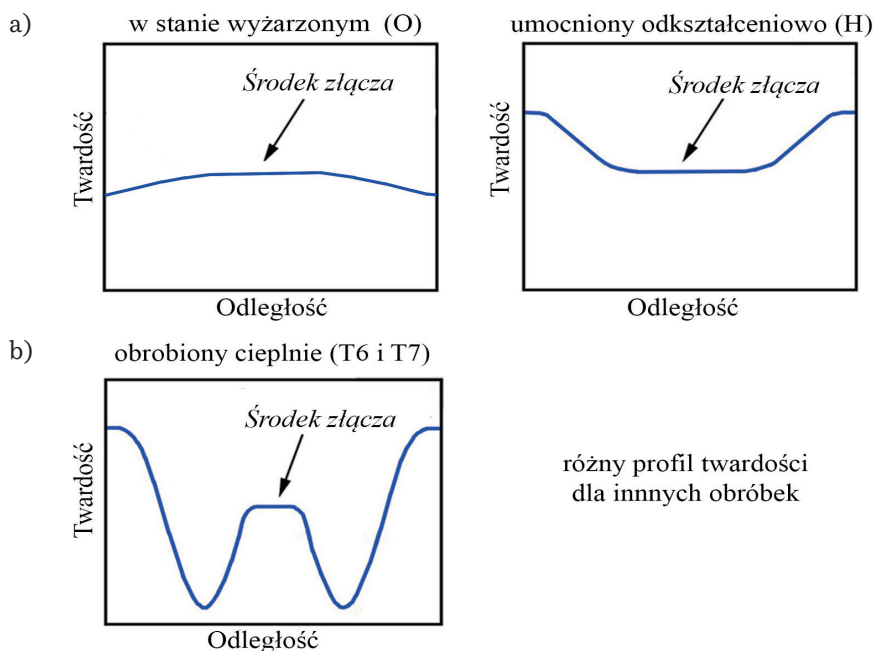 a)
w stanie wyżarzonym (O)
umocniony odkształceniowo (H)
Środek złącza
Twardość
Odległość
Środek złącza
Twardość
Odległość
b)
obrobiony cieplnie (T6 i T7)
Środek złącza
Twardość
Odległość
różny profil twardości
dla innnych obróbek